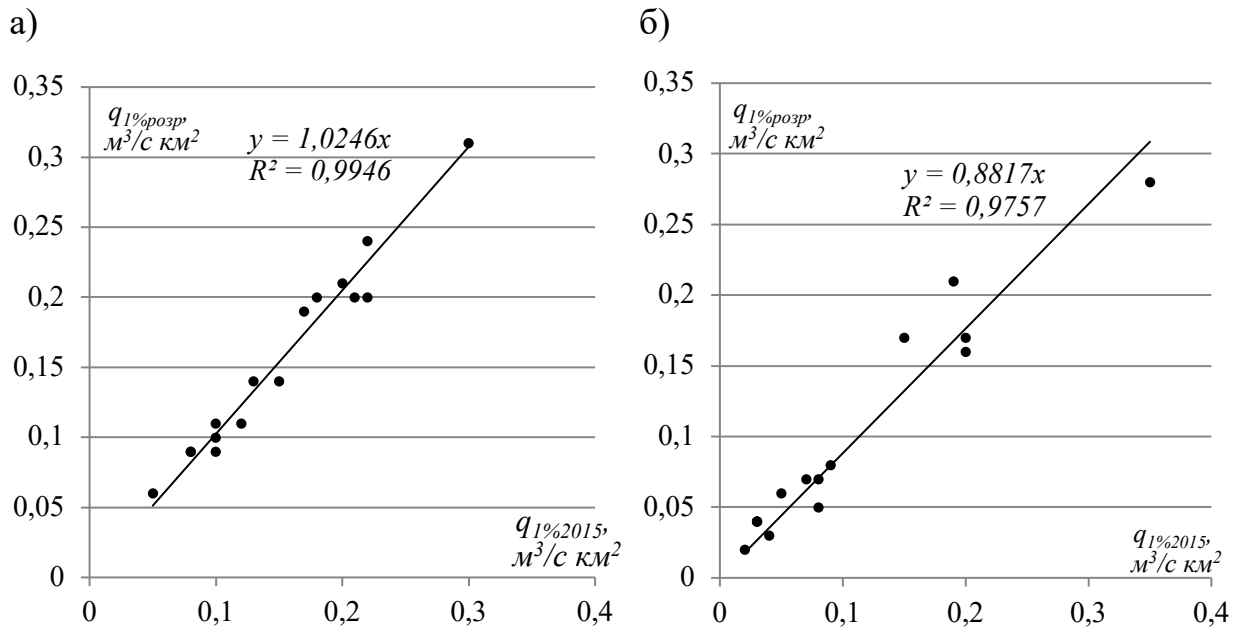 а)
0,35
0,3
0,25
0,2
0,15
0,1
0,05
0
q1%розр,
м³/с км²
y = 1,0246x
R² = 0,9946
q1%2015,
м³/с км²
0
0,1
0,2
0,3
0,4
б)
0,35
0,3
0,25
0,2
0,15
0,1
0,05
0
q1%розр,
м³/с км²
y = 0,8817x
R² = 0,9757
q1%2015,
м³/с км²
0
0,1
0,2
0,3
0,4